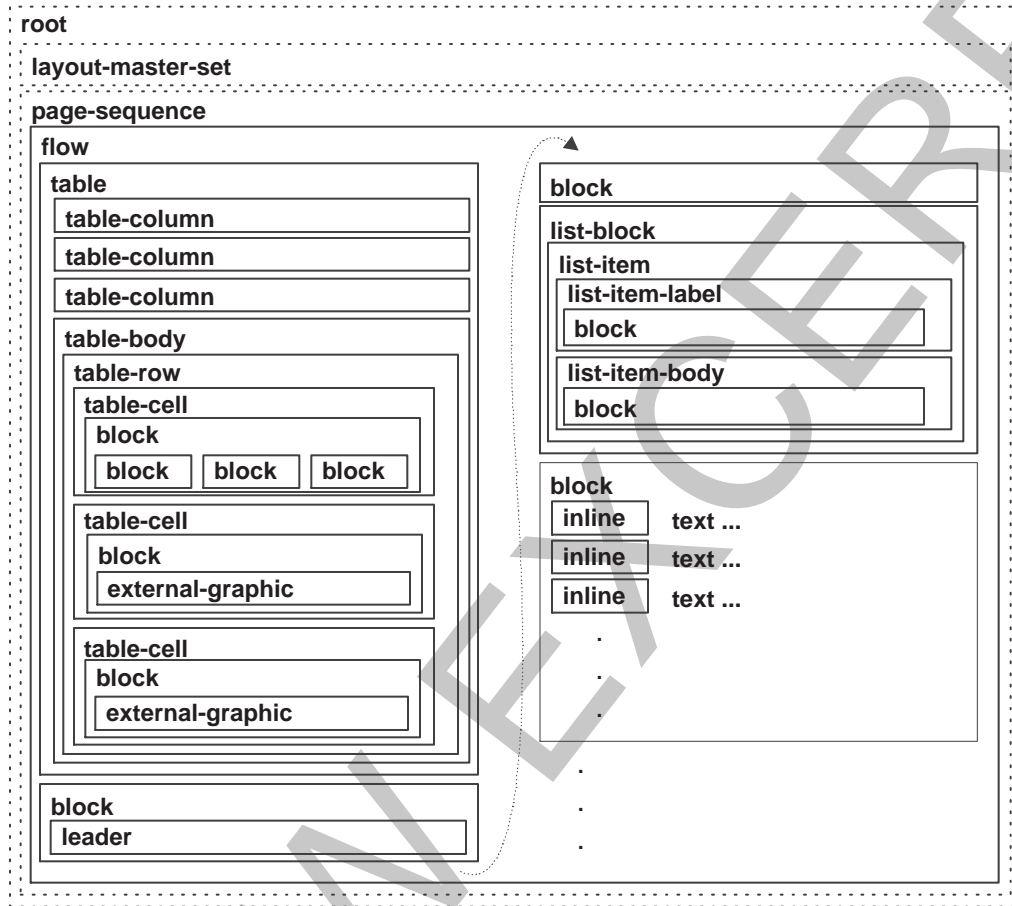 root
layout-master-set
page-sequence
flow
table
table-column
table-column
table-column
table-body
table-row
table-cell
block
block block block
table-cell
block
external-graphic
table-cell
block
external-graphic
block
leader
block
list-block
list-item
list-item-label
block
list-item-body
block
block
inline text ...
inline text ...
inline text ...
.
.
.
.
.
.